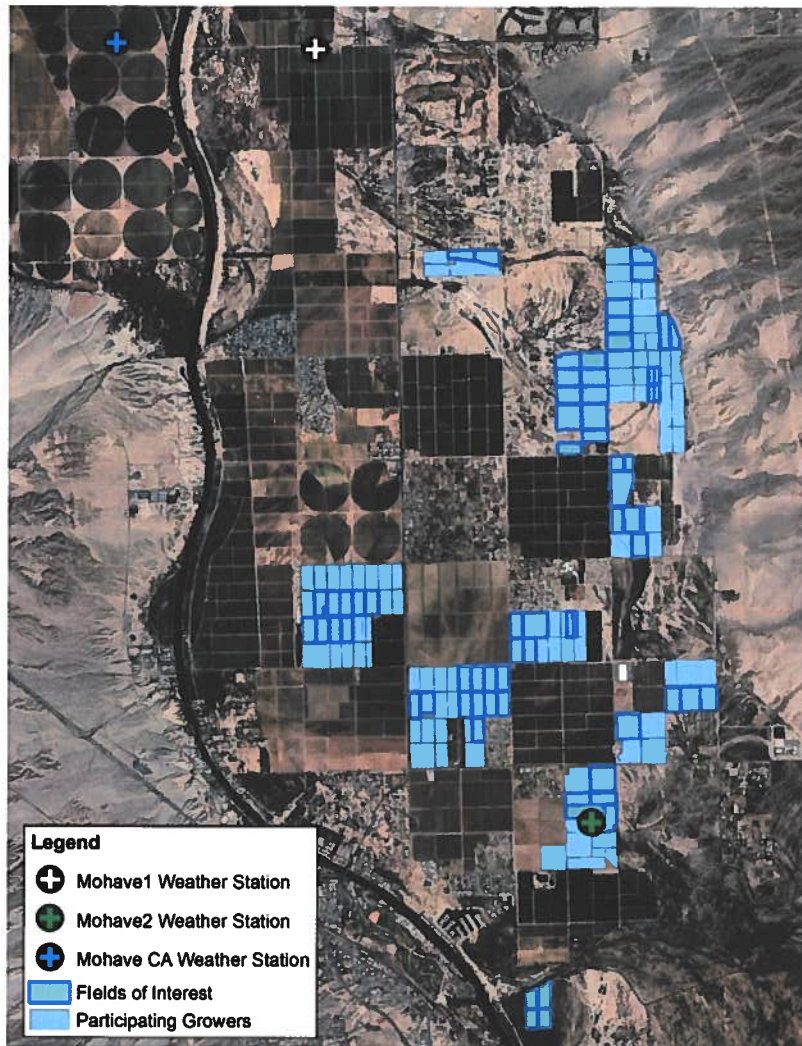 Legend
Mohave1 Weather Station
Mohave2 Weather Station
Mohave CA Weather Station
Fields of Interest
Participating Growers